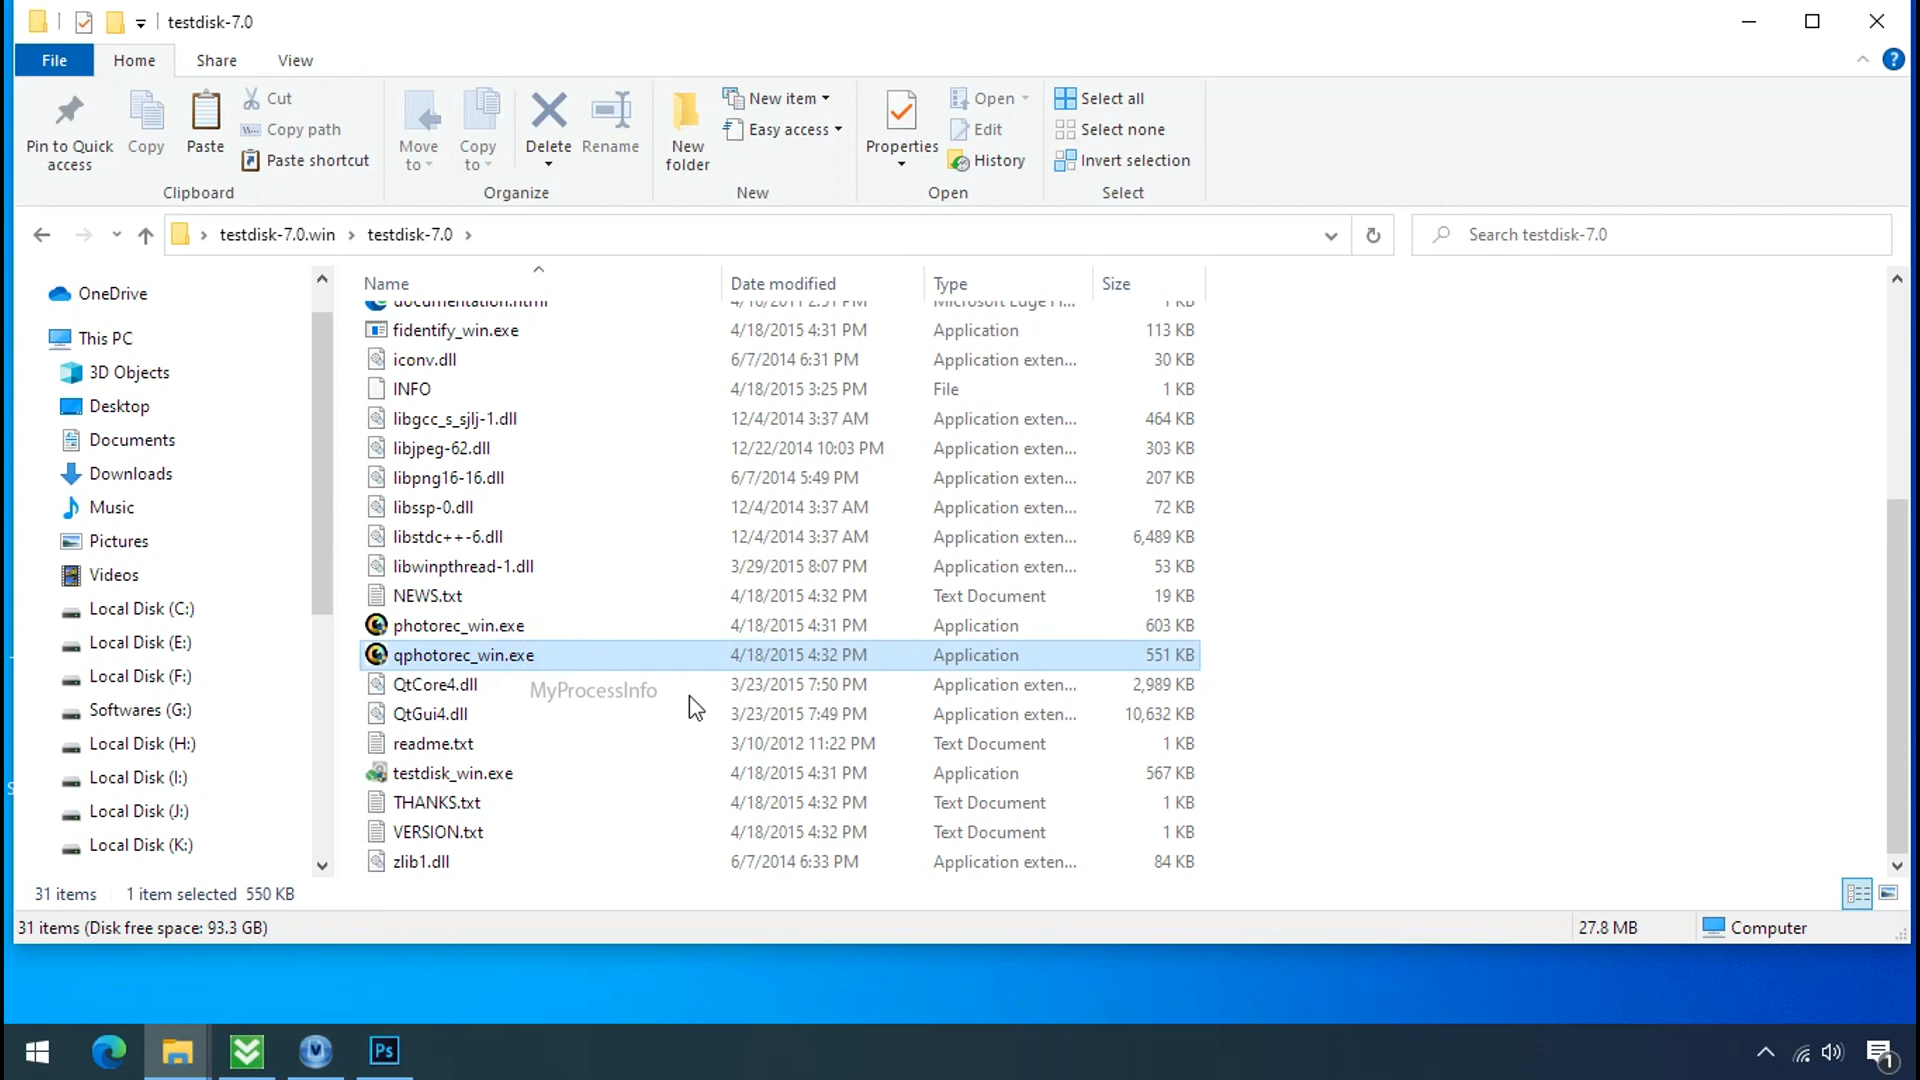 testdisk-7.0
File Home Share View
Pin to Quick access
Copy
Paste
Cut
Copy path
Paste shortcut
Clipboard
Move to
Copy to
Delete
Rename
Organize
New folder
New item
Easy access
New
Properties
Open
Edit
History
Open
Select all
Select none
Invert selection
Select
testdisk-7.0.win > testdisk-7.0 >
Search testdisk-7.0
OneDrive
This PC
3D Objects
Desktop
Documents
Downloads
Music
Pictures
Videos
Local Disk (C:)
Local Disk (E:)
Local Disk (F:)
Softwares (G:)
Local Disk (H:)
Local Disk (I:)
Local Disk (J:)
Local Disk (K:)
Name Date modified Type Size
documentation.html 4/16/2011 2:51 PM Microsoft Edge H... 1 KB
fidentify_win.exe 4/18/2015 4:31 PM Application 113 KB
iconv.dll 6/7/2014 6:31 PM Application exten... 30 KB
INFO 4/18/2015 3:25 PM File 1 KB
libgcc_s_sjlj-1.dll 12/4/2014 3:37 AM Application exten... 464 KB
libjpeg-62.dll 12/22/2014 10:03 PM Application exten... 303 KB
libpng16-16.dll 6/7/2014 5:49 PM Application exten... 207 KB
libssp-0.dll 12/4/2014 3:37 AM Application exten... 72 KB
libstdc++-6.dll 12/4/2014 3:37 AM Application exten... 6,489 KB
libwinpthread-1.dll 3/29/2015 8:07 PM Application exten... 53 KB
NEWS.txt 4/18/2015 4:32 PM Text Document 19 KB
photorec_win.exe 4/18/2015 4:31 PM Application 603 KB
qphotorec_win.exe 4/18/2015 4:32 PM Application 551 KB
QtCore4.dll 3/23/2015 7:50 PM Application exten... 2,989 KB
MyProcessInfo
QtGui4.dll 3/23/2015 7:49 PM Application exten... 10,632 KB
readme.txt 3/10/2012 11:22 PM Text Document 1 KB
testdisk_win.exe 4/18/2015 4:31 PM Application 567 KB
THANKS.txt 4/18/2015 4:32 PM Text Document 1 KB
VERSION.txt 4/18/2015 4:32 PM Text Document 1 KB
zlib1.dll 6/7/2014 6:33 PM Application exten... 84 KB
31 items 1 item selected 550 KB
31 items (Disk free space: 93.3 GB) 27.8 MB Computer
Ps
1